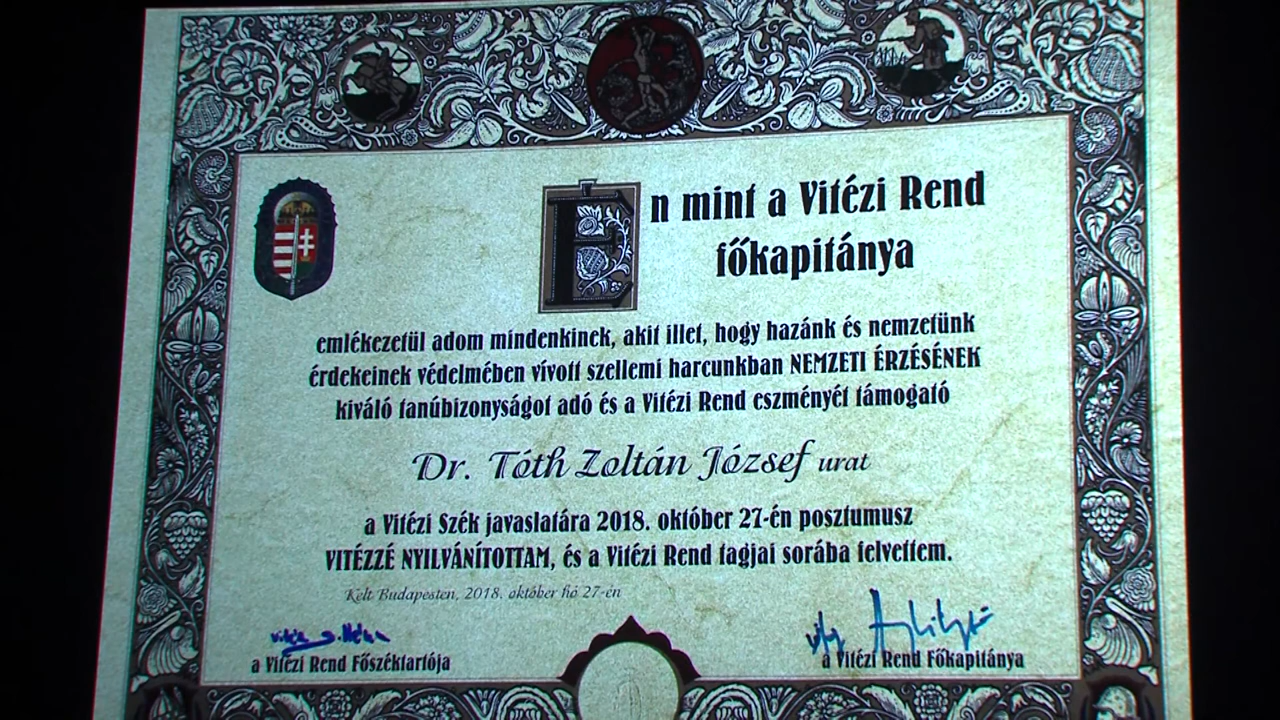 Én mint a Vitézi Rend
főkapitánya
emlékezetül adom mindenkinek, akit illet, hogy hazánk és nemzetünk
érdekeinek védelmében vívott szellemi harcunkban NEMZETI ÉRZÉSÉNEK
kiváló tanúbizonyságot adó és a Vitézi Rend eszményét támogató
Dr. Tóth Zoltán József urat
a Vitézi Szék javaslatára 2018. október 27-én posztumusz
VITÉZZÉ NYILVÁNÍTOTTAM, és a Vitézi Rend tagjai sorába felvettem.
Kelt Budapesten, 2018. október hó 27-én
a Vitézi Rend Főszéktartója
a Vitézi Rend Főkapitánya